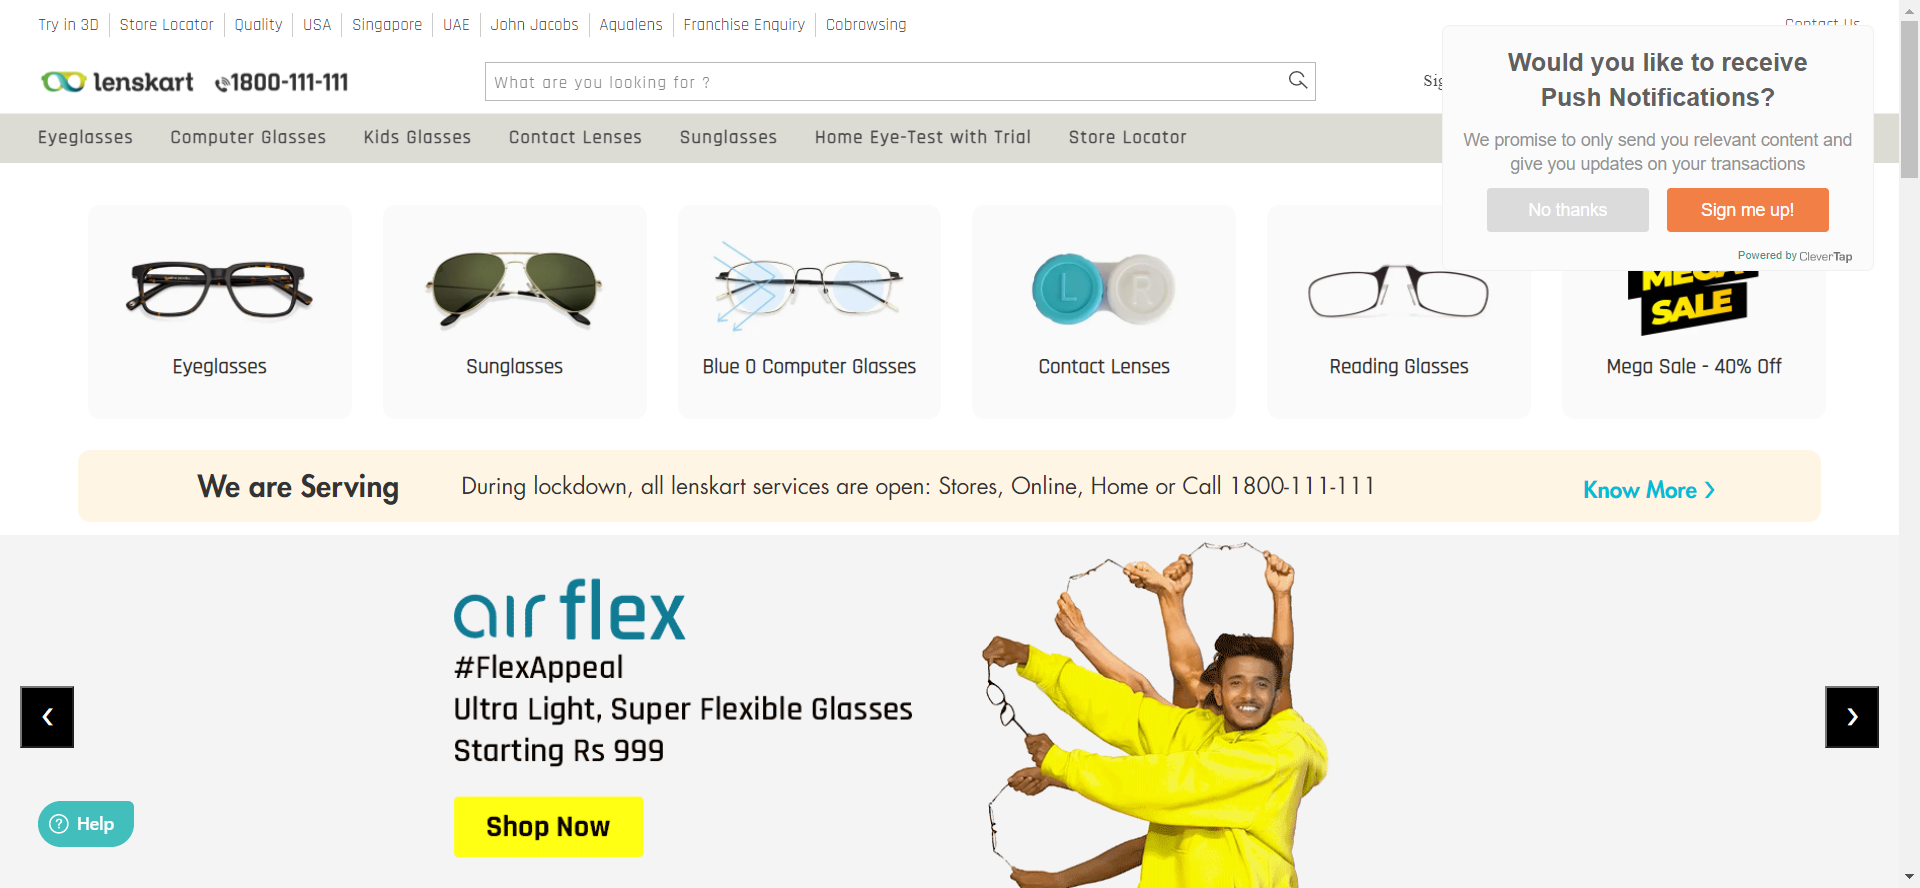 Try in 3D Store Locator Quality USA Singapore UAE John Jacobs Aqualens Franchise Enquiry Cobrowsing
Contact Us
lenskart 1800-111-111
What are you looking for ?
Would you like to receive
Push Notifications?
We promise to only send you relevant content and
give you updates on your transactions
No thanks Sign me up!
Powered by CleverTap
Eyeglasses Computer Glasses Kids Glasses Contact Lenses Sunglasses Home Eye-Test with Trial Store Locator
L R
MEGA
SALE
Eyeglasses Sunglasses Blue 0 Computer Glasses Contact Lenses Reading Glasses Mega Sale - 40% Off
We are Serving During lockdown, all lenskart services are open: Stores, Online, Home or Call 1800-111-111 Know More >
air flex
#FlexAppeal
Ultra Light, Super Flexible Glasses
Starting Rs 999
Shop Now
? Help